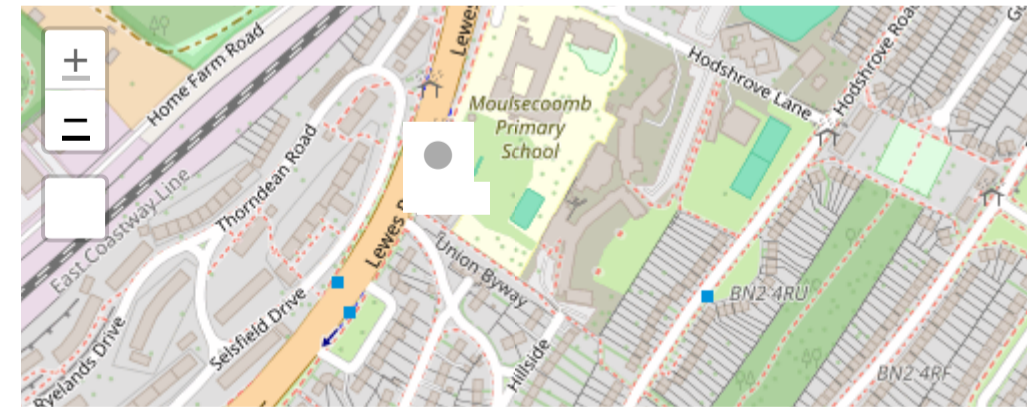 Home Farm Road
Lewes
Hodshrove Lane
Hodshrove Road
Moulsecoomb
Primary
School
East Coastway Line
Thorndean Road
Lewes
Union Byway
BN2 4RU
Selsfield Drive
Ryelands Drive
Hillside
BN2 4RF